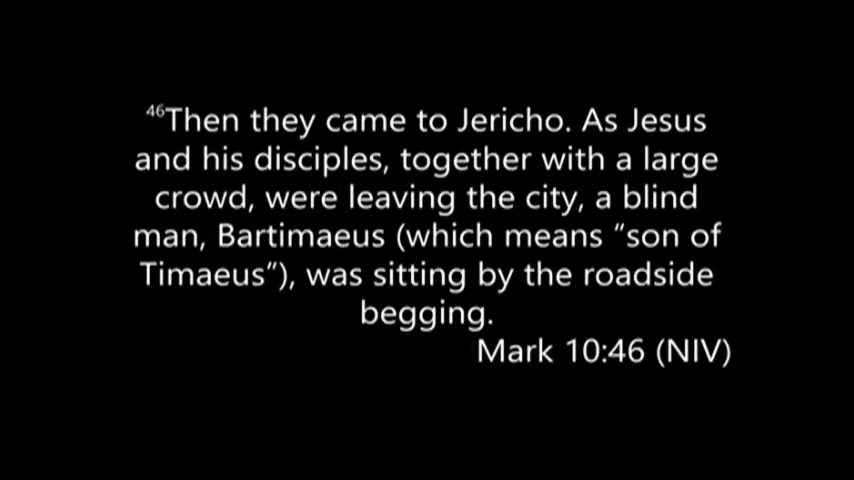 46Then they came to Jericho. As Jesus
and his disciples, together with a large
crowd, were leaving the city, a blind
man, Bartimaeus (which means “son of
Timaeus”), was sitting by the roadside
begging.
Mark 10:46 (NIV)